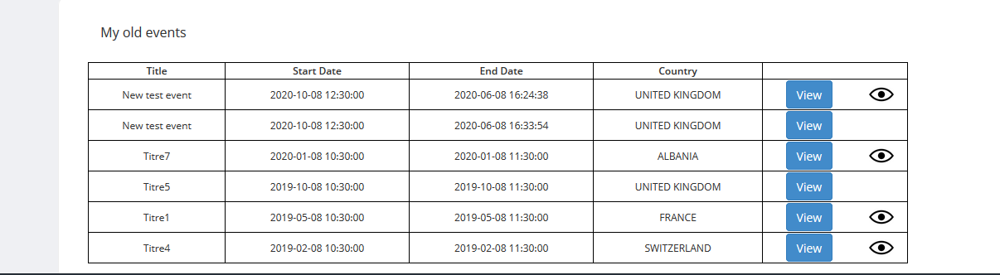 My old events
Title Start Date End Date Country
New test event 2020-10-08 12:30:00 2020-06-08 16:24:38 UNITED KINGDOM View
New test event 2020-10-08 12:30:00 2020-06-08 16:33:54 UNITED KINGDOM View
Titre7 2020-01-08 10:30:00 2020-01-08 11:30:00 ALBANIA View
Titre5 2019-10-08 10:30:00 2019-10-08 11:30:00 UNITED KINGDOM View
Titre1 2019-05-08 10:30:00 2019-05-08 11:30:00 FRANCE View
Titre4 2019-02-08 10:30:00 2019-02-08 11:30:00 SWITZERLAND View